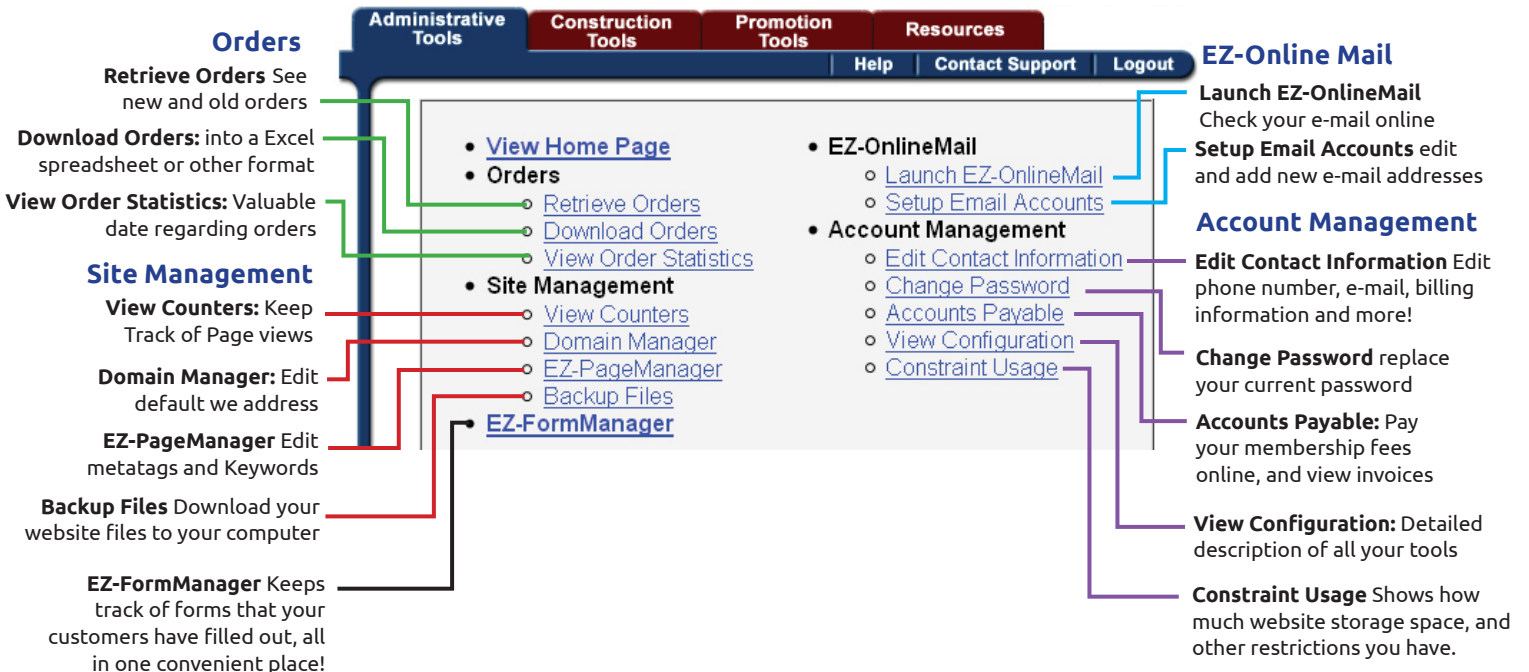 Administrative
Tools
Construction
Tools
Promotion
Tools
Resources
Help
Contact Support
Logout
Orders
Retrieve Orders See
new and old orders
Download Orders: into a Excel
spreadsheet or other format
View Order Statistics: Valuable
date regarding orders
Site Management
View Counters: Keep
Track of Page views
Domain Manager: Edit
default we address
EZ-PageManager Edit
metatags and Keywords
Backup Files Download your
website files to your computer
EZ-FormManager Keeps
track of forms that your
customers have filled out, all
in one convenient place!
• View Home Page
• Orders
Retrieve Orders
Download Orders
View Order Statistics
• Site Management
View Counters
Domain Manager
EZ-PageManager
Backup Files
• EZ-FormManager
• EZ-OnlineMail
Launch EZ-OnlineMail
Setup Email Accounts
• Account Management
Edit Contact Information
Change Password
Accounts Payable
View Configuration
Constraint Usage
EZ-Online Mail
Launch EZ-OnlineMail
Check your e-mail online
Setup Email Accounts edit
and add new e-mail addresses
Account Management
Edit Contact Information Edit
phone number, e-mail, billing
information and more!
Change Password replace
your current password
Accounts Payable: Pay
your membership fees
online, and view invoices
View Configuration: Detailed
description of all your tools
Constraint Usage Shows how
much website storage space, and
other restrictions you have.